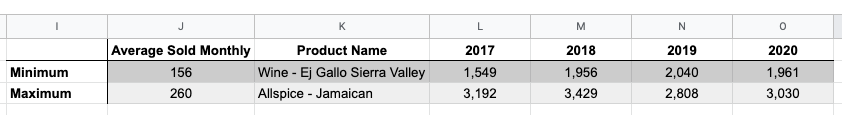 I J K L M N O
Average Sold Monthly Product Name 2017 2018 2019 2020
Minimum 156 Wine - Ej Gallo Sierra Valley 1,549 1,956 2,040 1,961
Maximum 260 Allspice - Jamaican 3,192 3,429 2,808 3,030